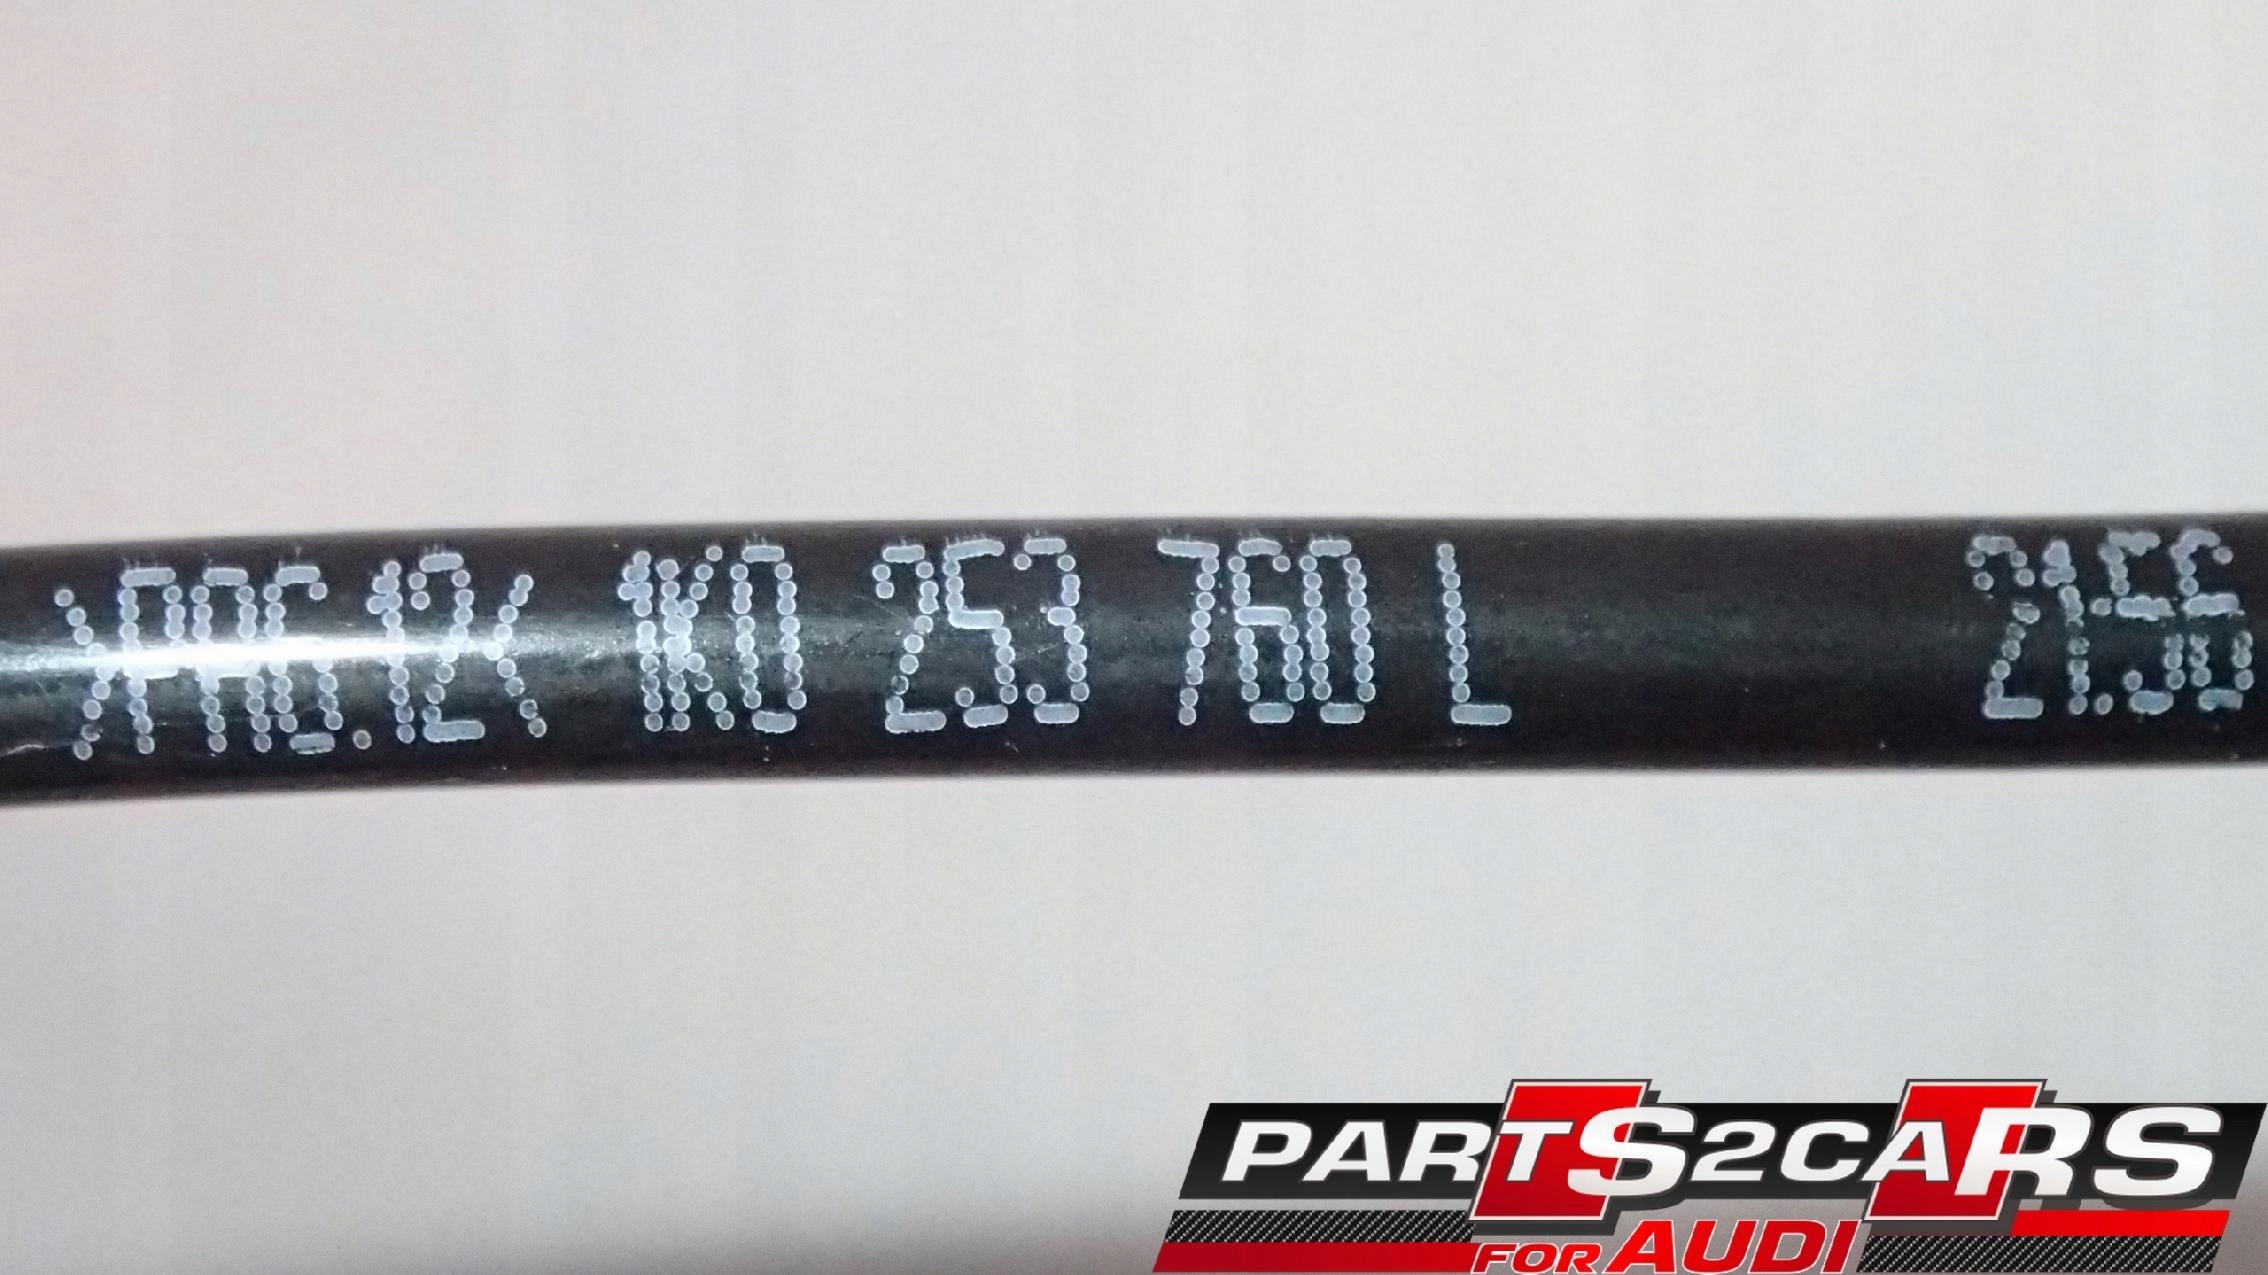 >PA6.12< 1K0 253 760 L 21.56
PARTS2CARS
FOR AUDI